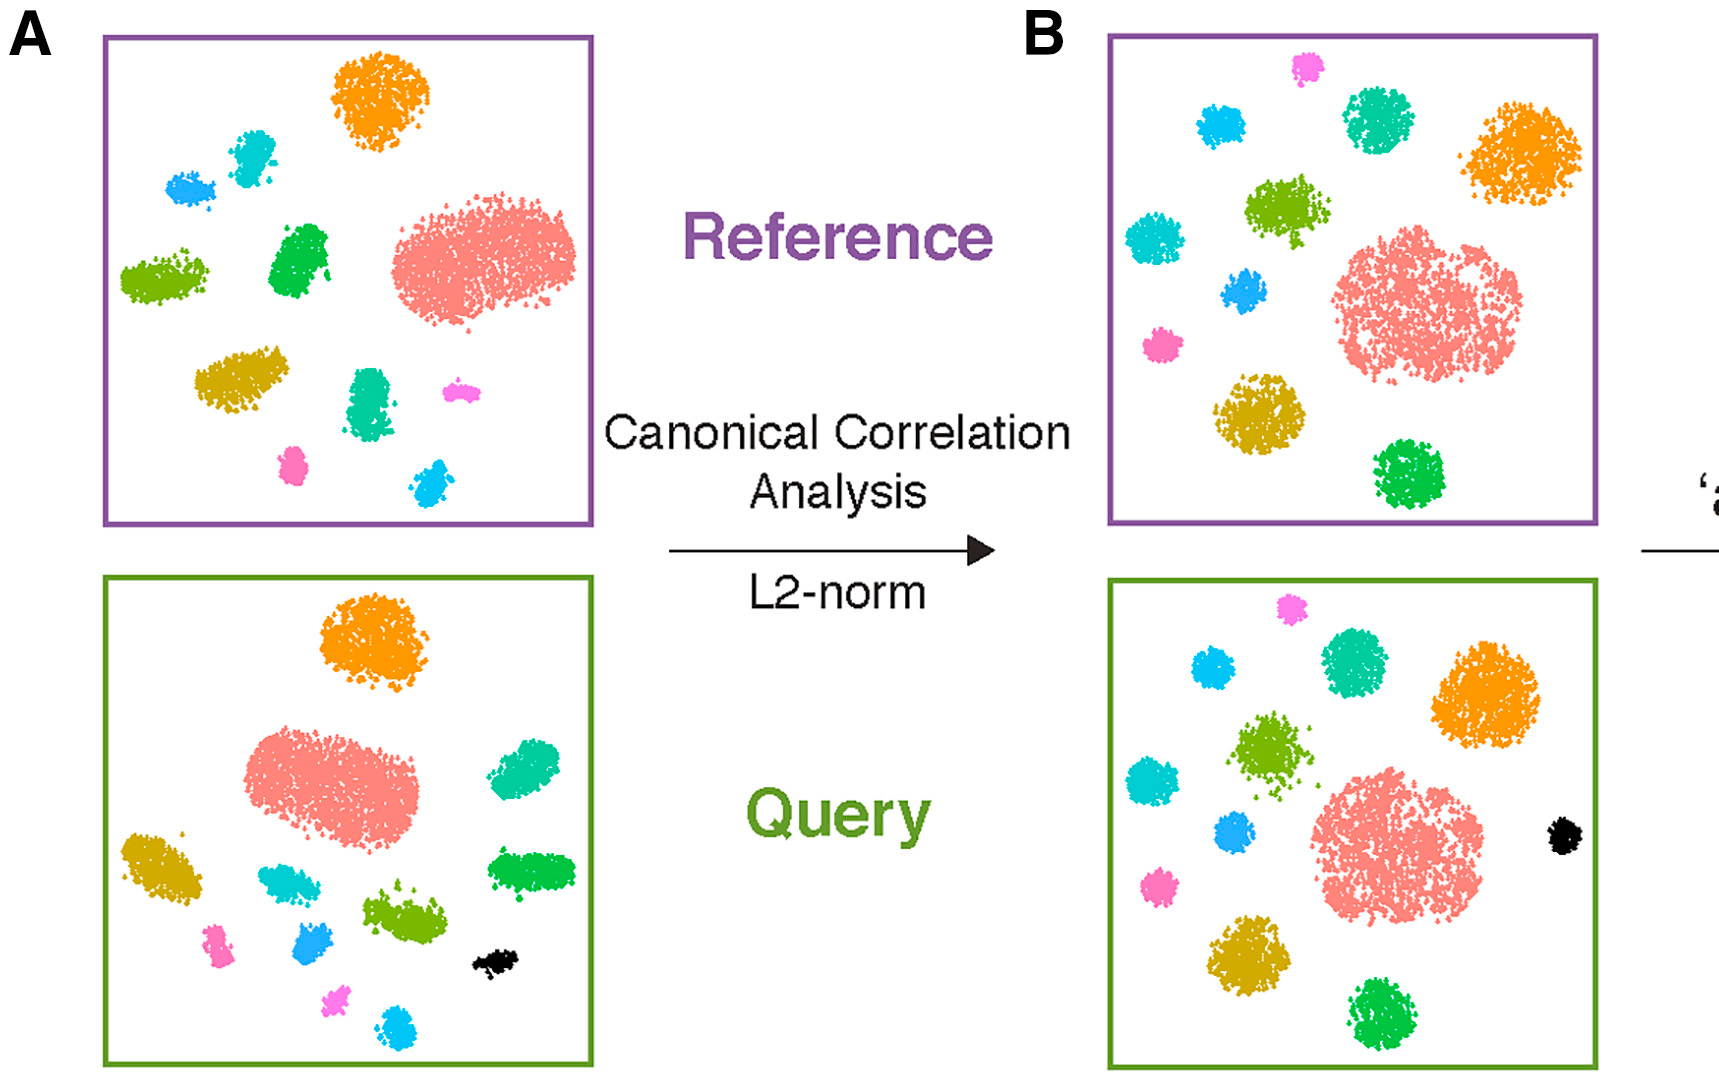 A
B
Reference
Canonical Correlation
Analysis
L2-norm
Query